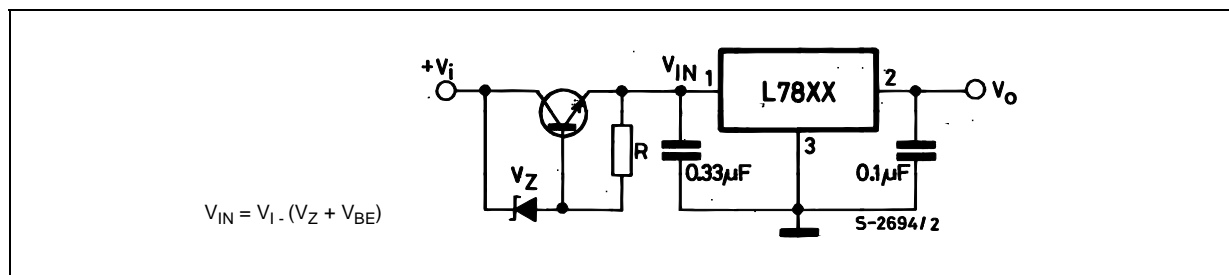 +Vi
VIN
1
L78XX
2
Vo
3
R
0.33µF
0.1µF
VZ
VIN = VI - (VZ + VBE)
S-2694/2